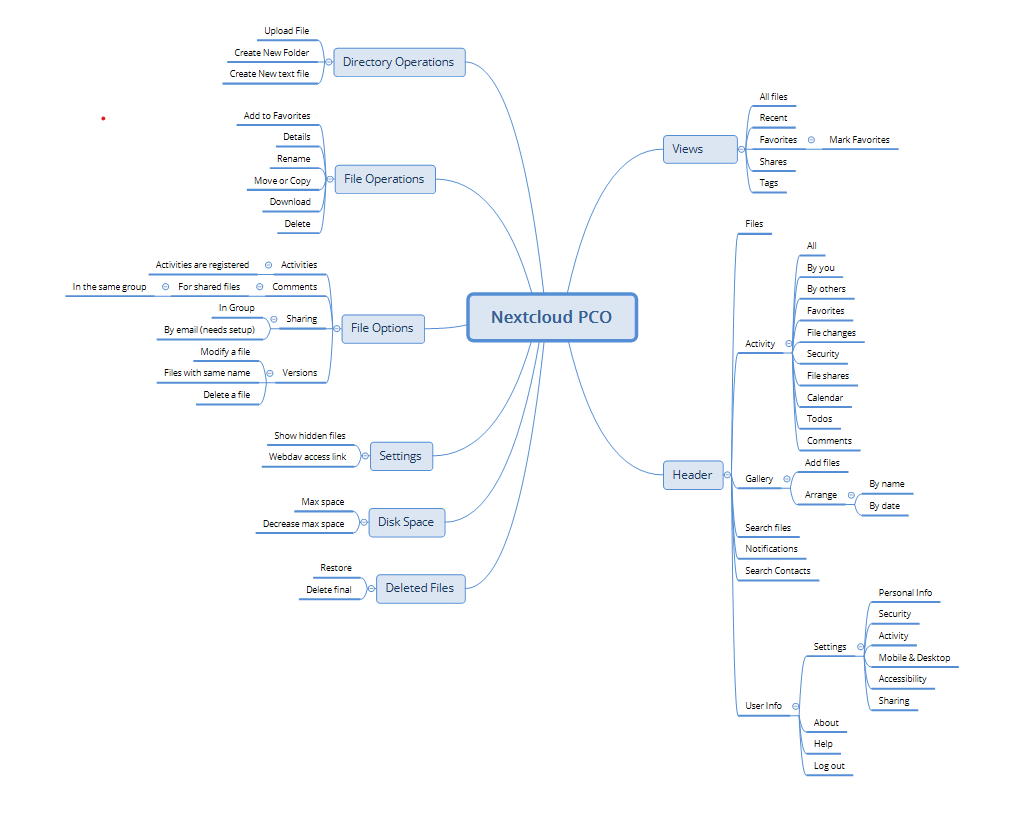 Nextcloud PCO
Directory Operations
Upload File
Create New Folder
Create New text file
File Operations
Add to Favorites
Details
Rename
Move or Copy
Download
Delete
File Options
Activities
Activities are registered
Comments
For shared files
In the same group
Sharing
In Group
By email (needs setup)
Versions
Modify a file
Files with same name
Delete a file
Settings
Show hidden files
Webdav access link
Disk Space
Max space
Decrease max space
Deleted Files
Restore
Delete final
Views
All files
Recent
Favorites
Mark Favorites
Shares
Tags
Header
Files
Activity
All
By you
By others
Favorites
File changes
Security
File shares
Calendar
Todos
Comments
Gallery
Add files
Arrange
By name
By date
Search files
Notifications
Search Contacts
User Info
Settings
Personal Info
Security
Activity
Mobile & Desktop
Accessibility
Sharing
About
Help
Log out